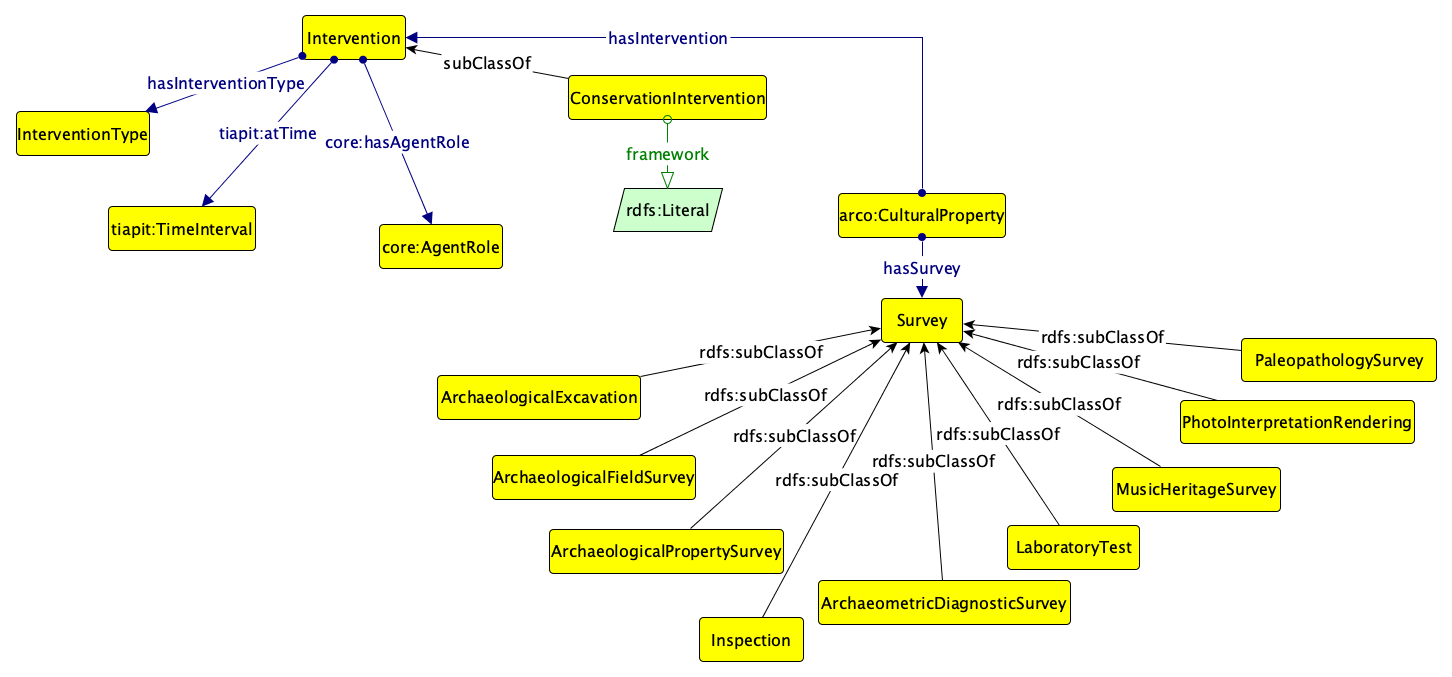 Intervention
hasIntervention
subClassOf
hasInterventionType
ConservationIntervention
InterventionType
tiapit:atTime
core:hasAgentRole
framework
rdfs:Literal
arco:CulturalProperty
tiapit:TimeInterval
core:AgentRole
hasSurvey
Survey
rdfs:subClassOf
rdfs:subClassOf
PaleopathologySurvey
rdfs:subClassOf
ArchaeologicalExcavation
rdfs:subClassOf
rdfs:subClassOf
PhotoInterpretationRendering
rdfs:subClassOf
rdfs:subClassOf
rdfs:subClassOf
ArchaeologicalFieldSurvey
rdfs:subClassOf
MusicHeritageSurvey
ArchaeologicalPropertySurvey
LaboratoryTest
ArchaeometricDiagnosticSurvey
Inspection